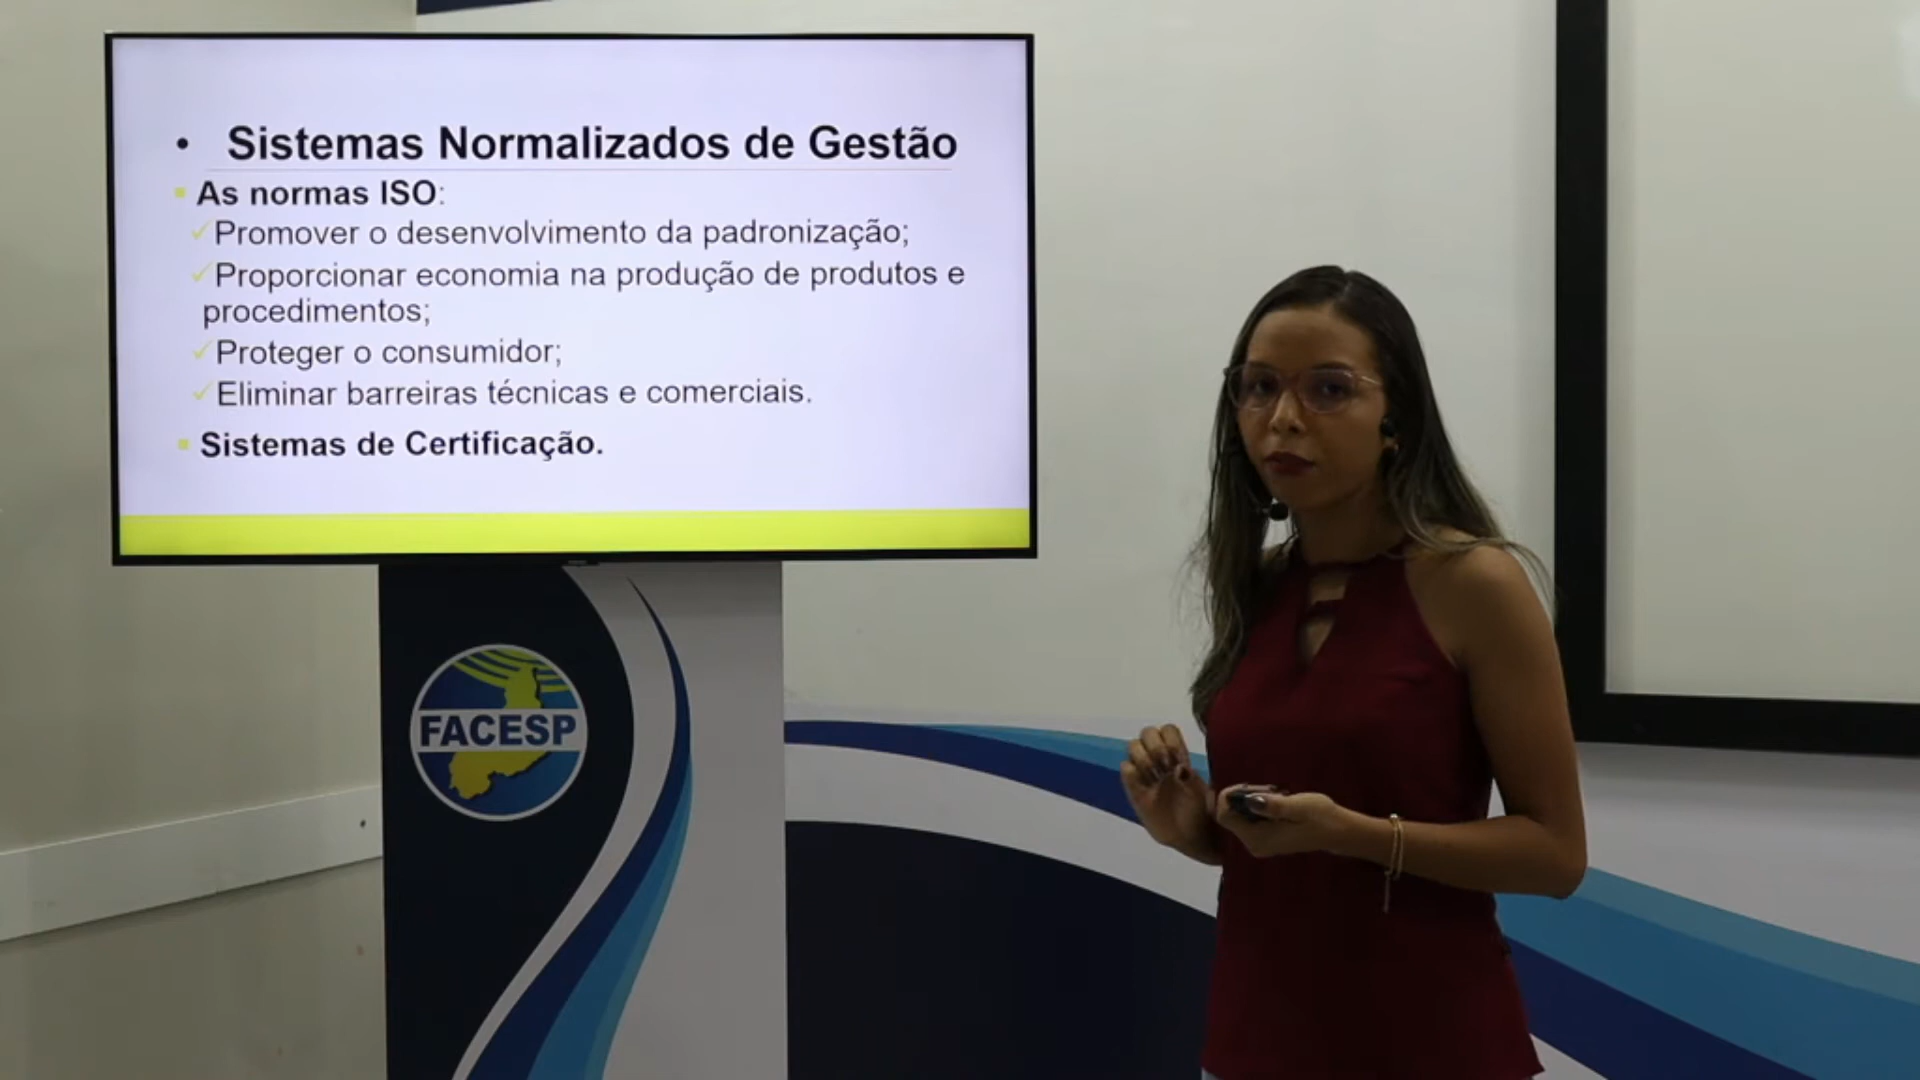 • Sistemas Normalizados de Gestão
▪ As normas ISO:
✓Promover o desenvolvimento da padronização;
✓Proporcionar economia na produção de produtos e
procedimentos;
✓Proteger o consumidor;
✓Eliminar barreiras técnicas e comerciais.
▪ Sistemas de Certificação.
FACESP